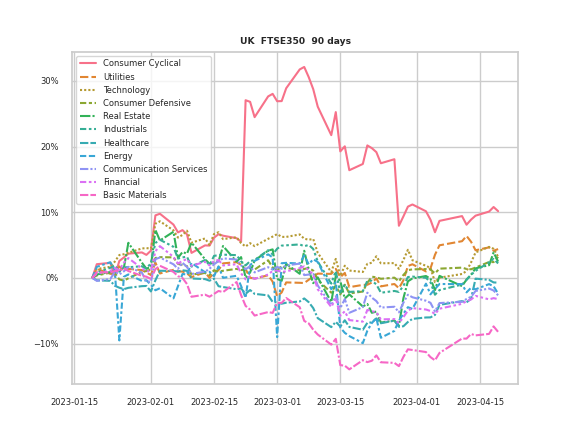 UK FTSE350 90 days
Consumer Cyclical
Utilities
Technology
Consumer Defensive
Real Estate
Industrials
Healthcare
Energy
Communication Services
Financial
Basic Materials
30%
20%
10%
0%
−10%
2023-01-15
2023-02-01
2023-02-15
2023-03-01
2023-03-15
2023-04-01
2023-04-15